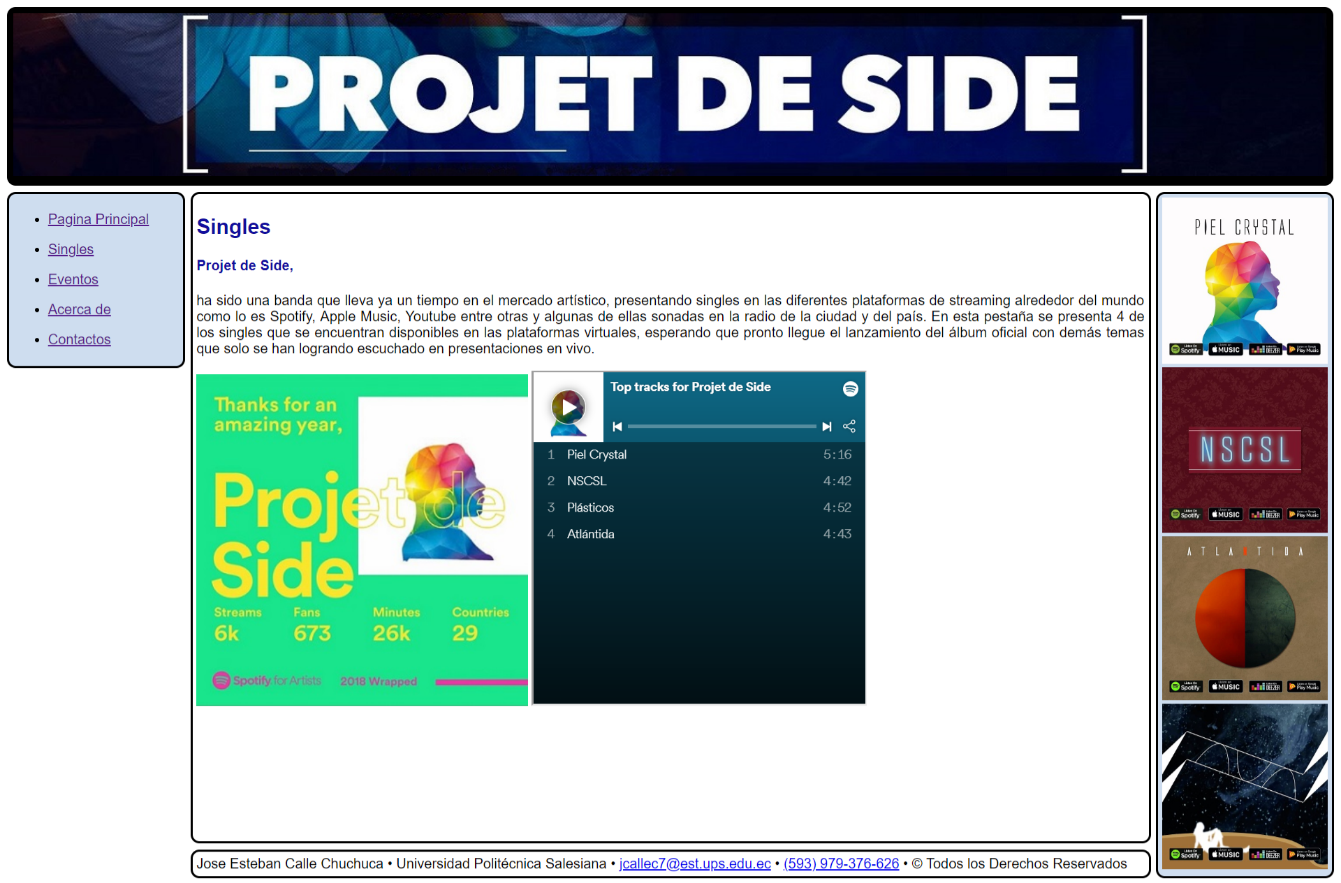 PROJET DE SIDE
Pagina Principal
Singles
Eventos
Acerca de
Contactos
Singles
Projet de Side,
ha sido una banda que lleva ya un tiempo en el mercado artístico, presentando singles en las diferentes plataformas de streaming alrededor del mundo
como lo es Spotify, Apple Music, Youtube entre otras y algunas de ellas sonadas en la radio de la ciudad y del país. En esta pestaña se presenta 4 de
los singles que se encuentran disponibles en las plataformas virtuales, esperando que pronto llegue el lanzamiento del álbum oficial con demás temas
que solo se han logrando escuchado en presentaciones en vivo.
Thanks for an
amazing year,
Projet de
Side
Streams Fans Minutes Countries
6k 673 26k 29
Spotify for Artists 2018 Wrapped
Top tracks for Projet de Side
1 Piel Crystal 5:16
2 NSCSL 4:42
3 Plásticos 4:52
4 Atlántida 4:43
PIEL CRYSTAL
Spotify MUSIC DEEZER Play Music
NSCSL
Spotify MUSIC DEEZER Play Music
ATLANTIDA
Spotify MUSIC DEEZER Play Music
Spotify MUSIC DEEZER Play Music
Jose Esteban Calle Chuchuca • Universidad Politécnica Salesiana • jcallec7@est.ups.edu.ec • (593) 979-376-626 • © Todos los Derechos Reservados